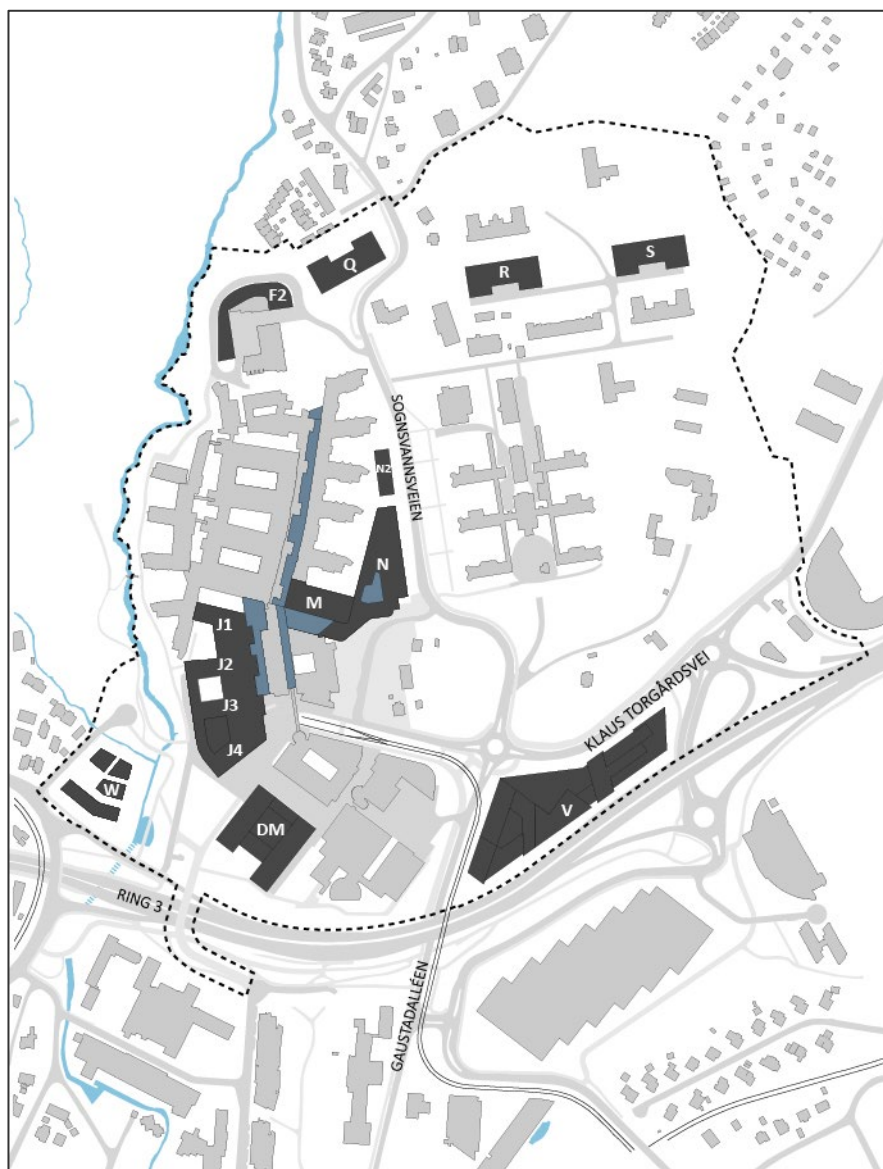 Q
R
S
F2
SOGNSVANNSVEIEN
N2
N
M
J1
J2
J3
J4
KLAUS TORGÅRDSVEI
W
V
DM
RING 3
GAUSTADALLÉEN